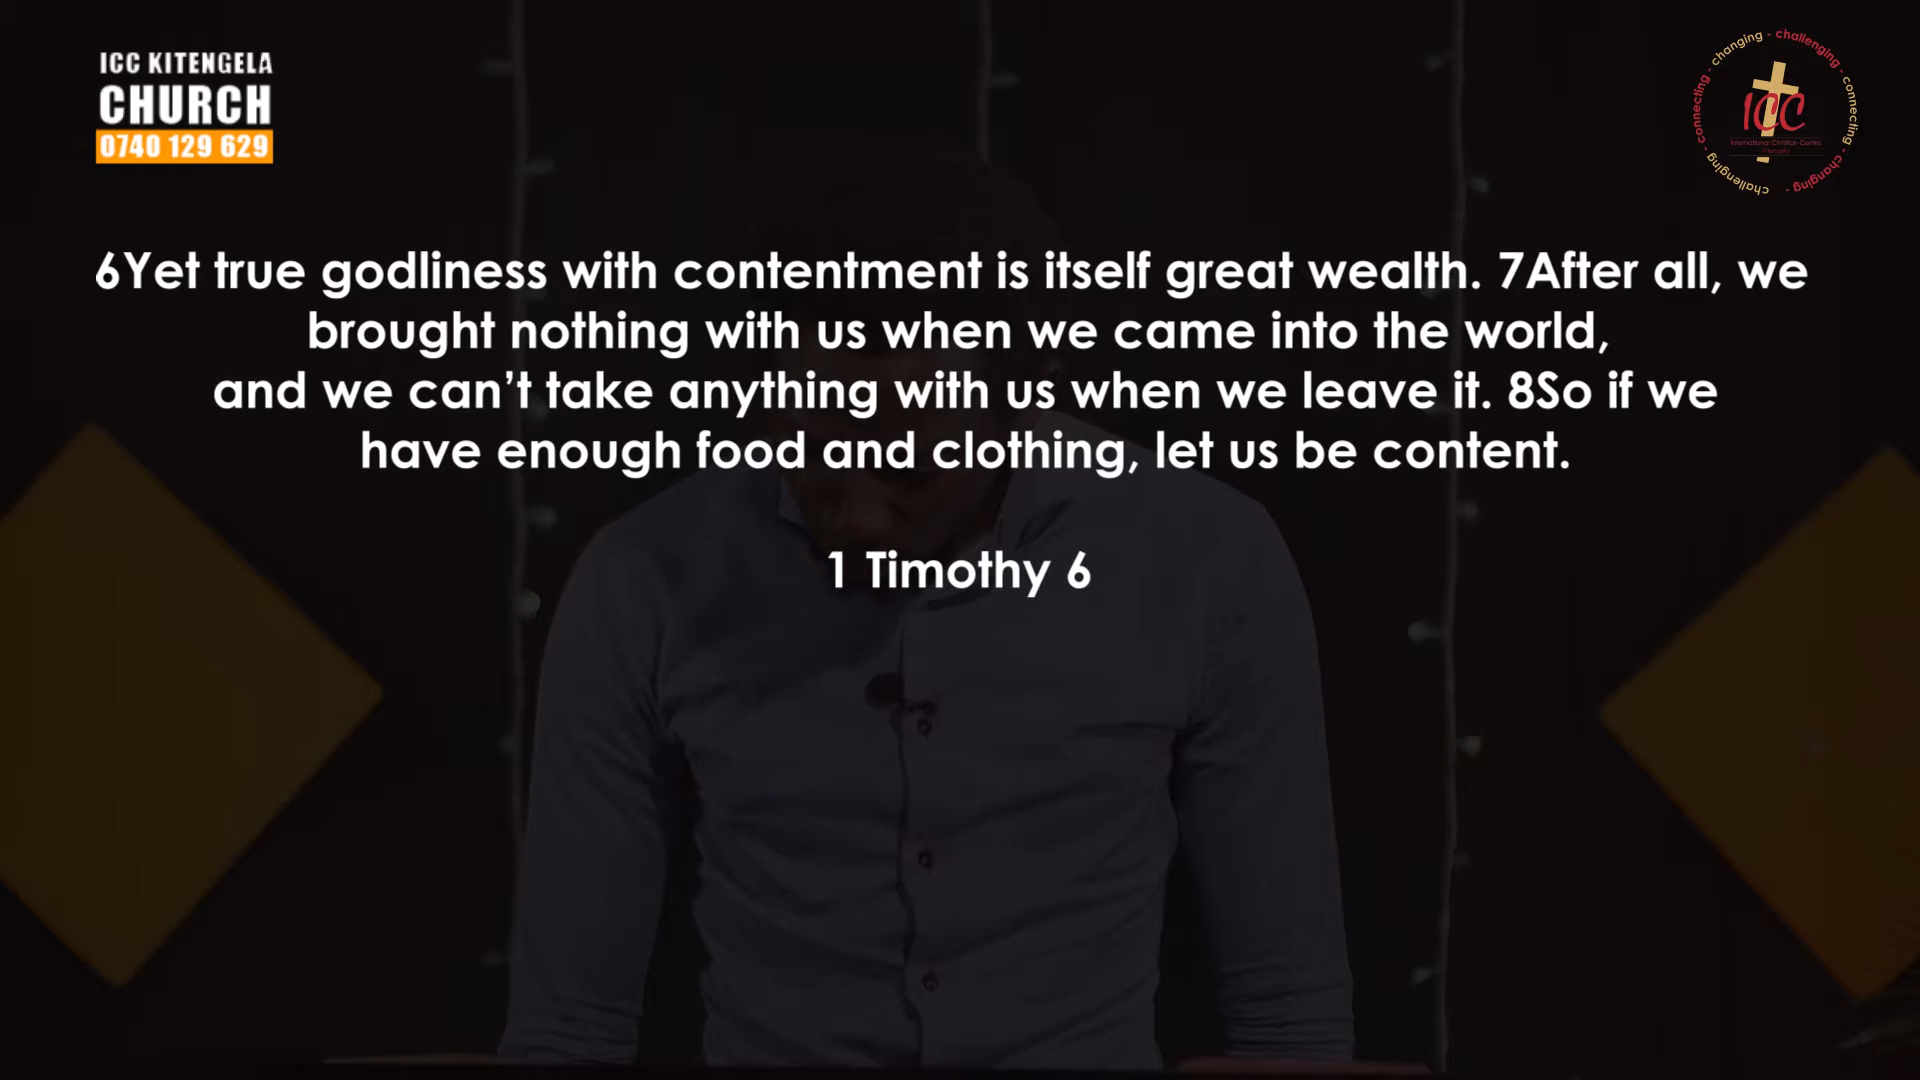 ICC KITENGELA
CHURCH
0740 129 629
changing - challenging - connecting - changing - challenging - connecting -
ICC
International Christian Centre
6Yet true godliness with contentment is itself great wealth. 7After all, we
brought nothing with us when we came into the world,
and we can’t take anything with us when we leave it. 8So if we
have enough food and clothing, let us be content.
1 Timothy 6